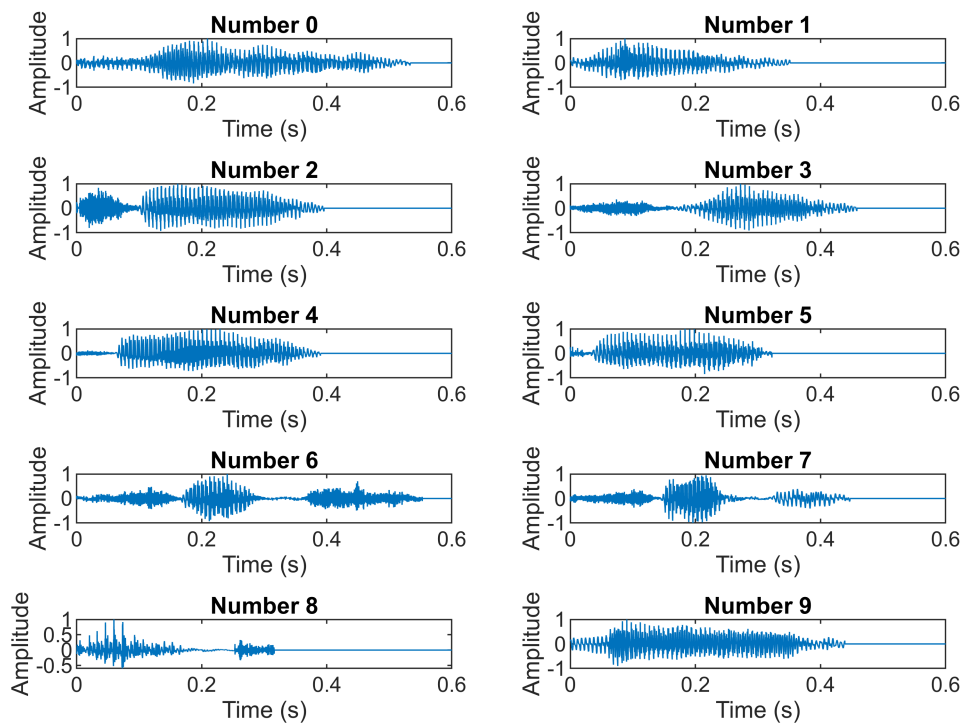 Number 0
Amplitude
1
0
-1
0 0.2 0.4 0.6
Time (s)
Number 1
Amplitude
1
0
-1
0 0.2 0.4 0.6
Time (s)
Number 2
Amplitude
1
0
-1
0 0.2 0.4 0.6
Time (s)
Number 3
Amplitude
1
0
-1
0 0.2 0.4 0.6
Time (s)
Number 4
Amplitude
1
0
-1
0 0.2 0.4 0.6
Time (s)
Number 5
Amplitude
1
0
-1
0 0.2 0.4 0.6
Time (s)
Number 6
Amplitude
1
0
-1
0 0.2 0.4 0.6
Time (s)
Number 7
Amplitude
1
0
-1
0 0.2 0.4 0.6
Time (s)
Number 8
Amplitude
1
0.5
0
-0.5
0 0.2 0.4 0.6
Time (s)
Number 9
Amplitude
1
0
-1
0 0.2 0.4 0.6
Time (s)